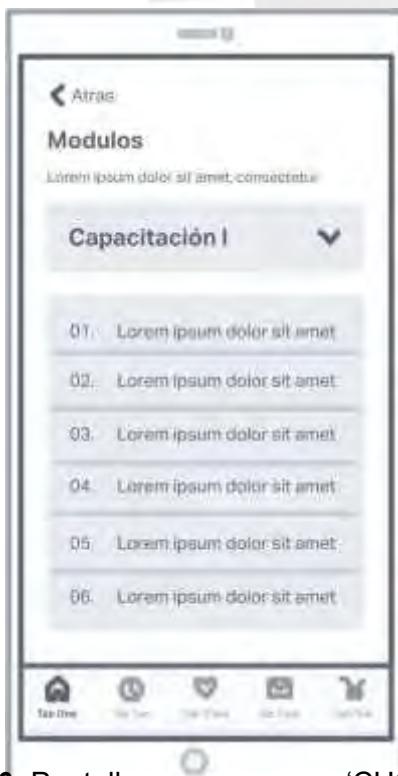 Atras
Modulos
Lorem ipsum dolor sit amet, consectetur
Capacitación I
01. Lorem ipsum dolor sit amet
02. Lorem ipsum dolor sit amet
03. Lorem ipsum dolor sit amet
04. Lorem ipsum dolor sit amet
05. Lorem ipsum dolor sit amet
06. Lorem ipsum dolor sit amet
Tab One